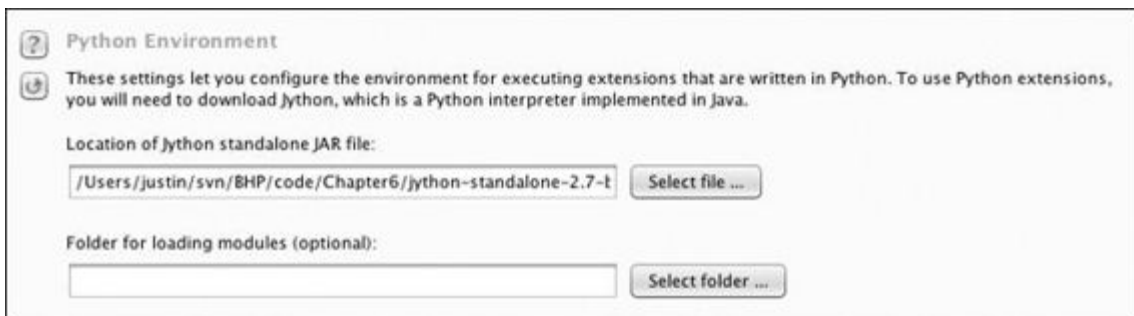 Python Environment
These settings let you configure the environment for executing extensions that are written in Python. To use Python extensions,
you will need to download Jython, which is a Python interpreter implemented in Java.
Location of Jython standalone JAR file:
/Users/justin/svn/BHP/code/Chapter6/jython-standalone-2.7-b
Select file ...
Folder for loading modules (optional):
Select folder ...